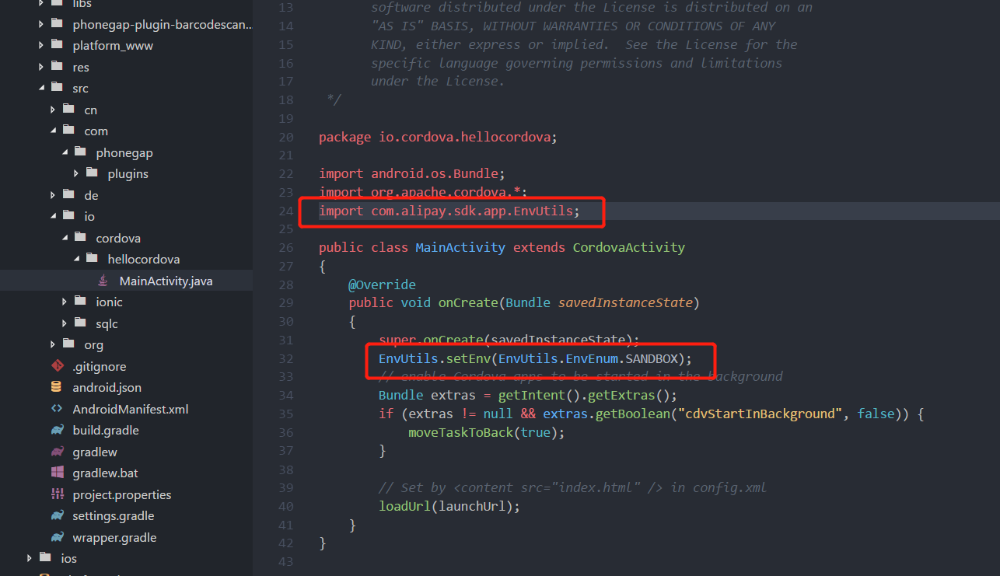 libs
phonegap-plugin-barcodescan...
platform_www
res
src
cn
com
phonegap
plugins
de
io
cordova
hellocordova
MainActivity.java
ionic
sqlc
org
.gitignore
android.json
AndroidManifest.xml
build.gradle
gradlew
gradlew.bat
project.properties
settings.gradle
wrapper.gradle
ios
13 software distributed under the License is distributed on an
14 "AS IS" BASIS, WITHOUT WARRANTIES OR CONDITIONS OF ANY
15 KIND, either express or implied.  See the License for the
16 specific language governing permissions and limitations
17 under the License.
18 */
19
20 package io.cordova.hellocordova;
21
22 import android.os.Bundle;
23 import org.apache.cordova.*;
24 import com.alipay.sdk.app.EnvUtils;
25
26 public class MainActivity extends CordovaActivity
27 {
28 @Override
29 public void onCreate(Bundle savedInstanceState)
30 {
31 super.onCreate(savedInstanceState);
32 EnvUtils.setEnv(EnvUtils.EnvEnum.SANDBOX);
33 // enable Cordova apps to be started in the background
34 Bundle extras = getIntent().getExtras();
35 if (extras != null && extras.getBoolean("cdvStartInBackground", false)) {
36 moveTaskToBack(true);
37 }
38
39 // Set by <content src="index.html" /> in config.xml
40 loadUrl(launchUrl);
41 }
42 }
43